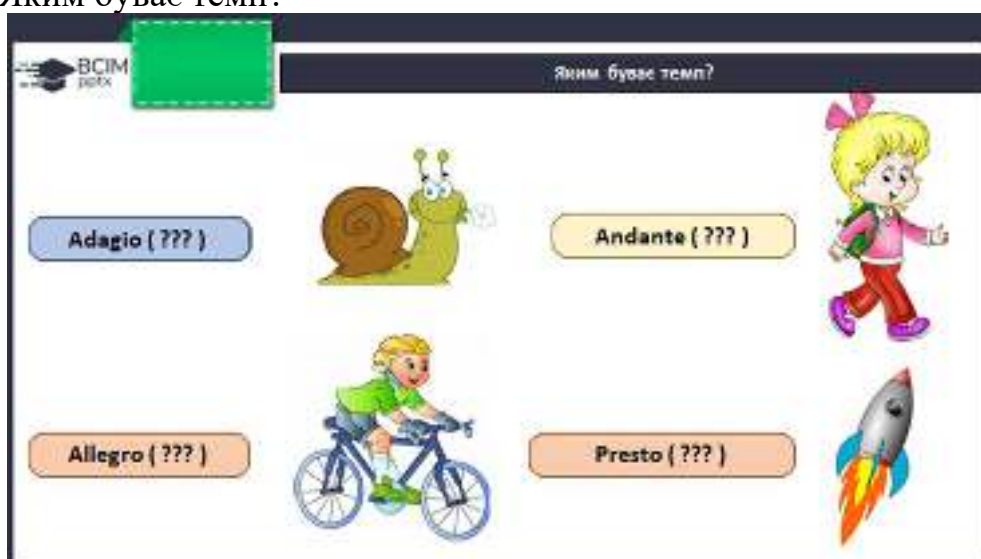 Яким буває темп?
ВСІМ
pptx
Яким буває темп?
Adagio ( ??? )
Andante ( ??? )
Allegro ( ??? )
Presto ( ??? )